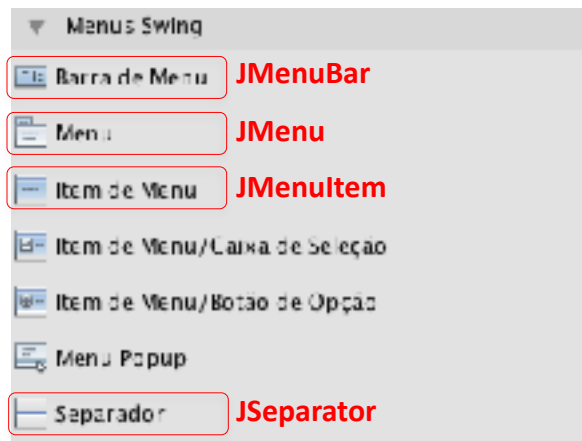 Menus Swing
Barra de Menu JMenuBar
Menu JMenu
Item de Menu JMenuItem
Item de Menu/Caixa de Seleção
Item de Menu/Botão de Opção
Menu Popup
Separador JSeparator